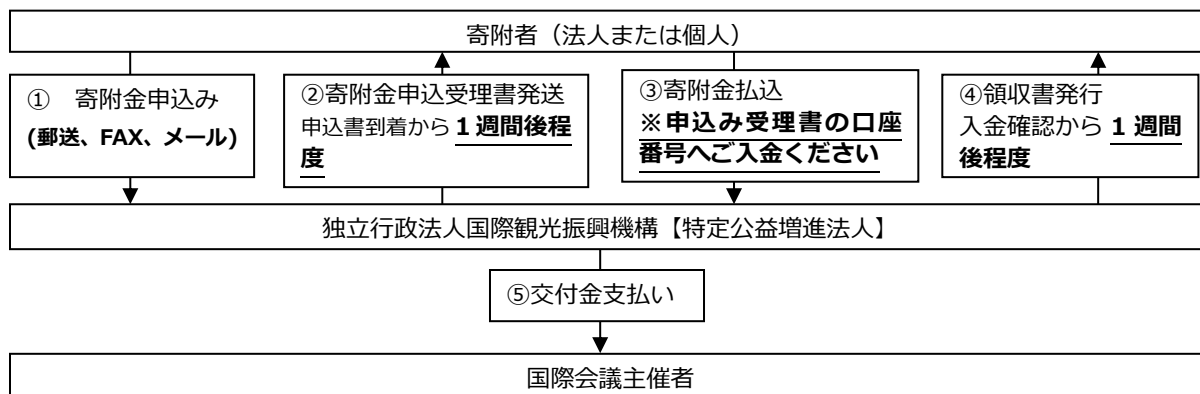 寄附者（法人または個人）
① 寄附金申込み
(郵送、FAX、メール)
②寄附金申込受理書発送
申込書到着から１週間後程
度
③寄附金払込
※申込み受理書の口座
番号へご入金ください
④領収書発行
入金確認から１週間
後程度
独立行政法人国際観光振興機構【特定公益増進法人】
⑤交付金支払い
国際会議主催者